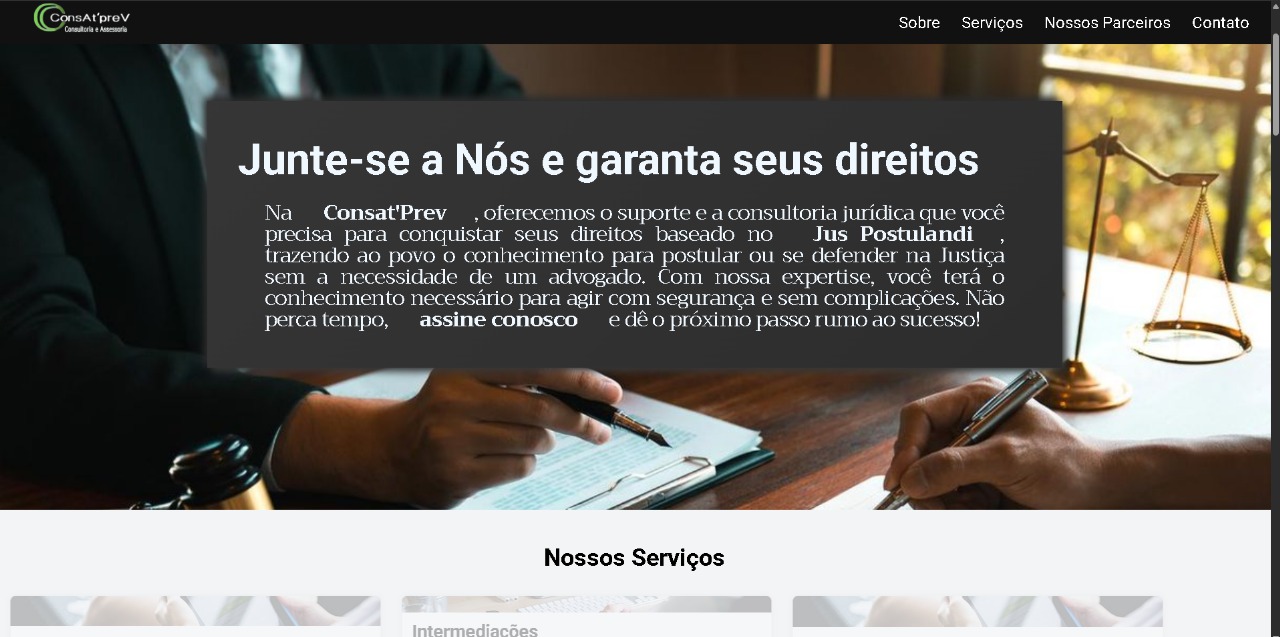 ConsAt'preV
Consultoria e Assessoria
Sobre Serviços Nossos Parceiros Contato
Junte-se a Nós e garanta seus direitos
Na Consat'Prev , oferecemos o suporte e a consultoria jurídica que você
precisa para conquistar seus direitos baseado no Jus Postulandi ,
trazendo ao povo o conhecimento para postular ou se defender na Justiça
sem a necessidade de um advogado. Com nossa expertise, você terá o
conhecimento necessário para agir com segurança e sem complicações. Não
perca tempo, assine conosco e dê o próximo passo rumo ao sucesso!
Nossos Serviços
Intermediações